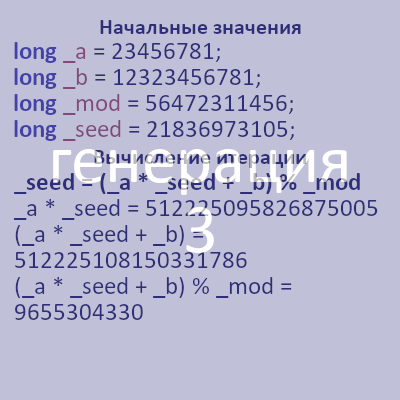 Начальные значения
long _a = 23456781;
long _b = 12323456781;
long _mod = 56472311456;
long _seed = 21836973105;
Вычисление итерации
генерация
3
_seed = (_a * _seed + _b) % _mod
_a * _seed = 512225095826875005
(_a * _seed + _b) =
512225108150331786
(_a * _seed + _b) % _mod =
9655304330